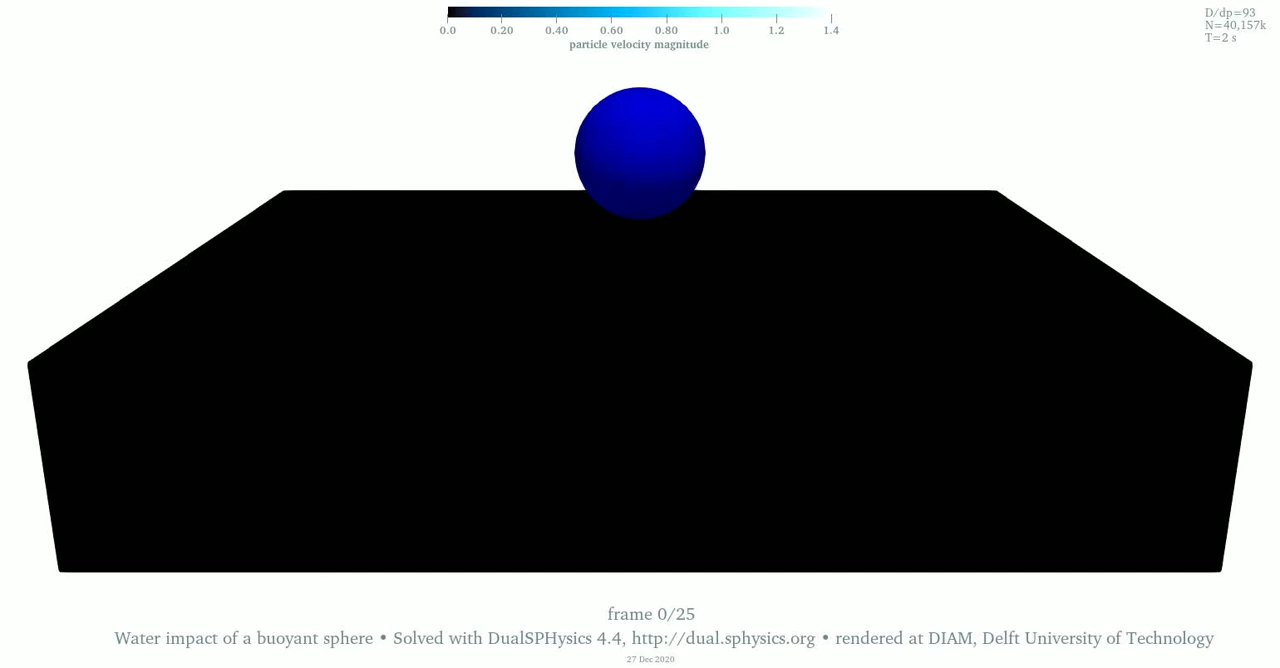 0.0 0.20 0.40 0.60 0.80 1.0 1.2 1.4
particle velocity magnitude
D/dp=93
N=40,157k
T=2 s
frame 0/25
Water impact of a buoyant sphere • Solved with DualSPHysics 4.4, http://dual.sphysics.org • rendered at DIAM, Delft University of Technology
27 Dec 2020